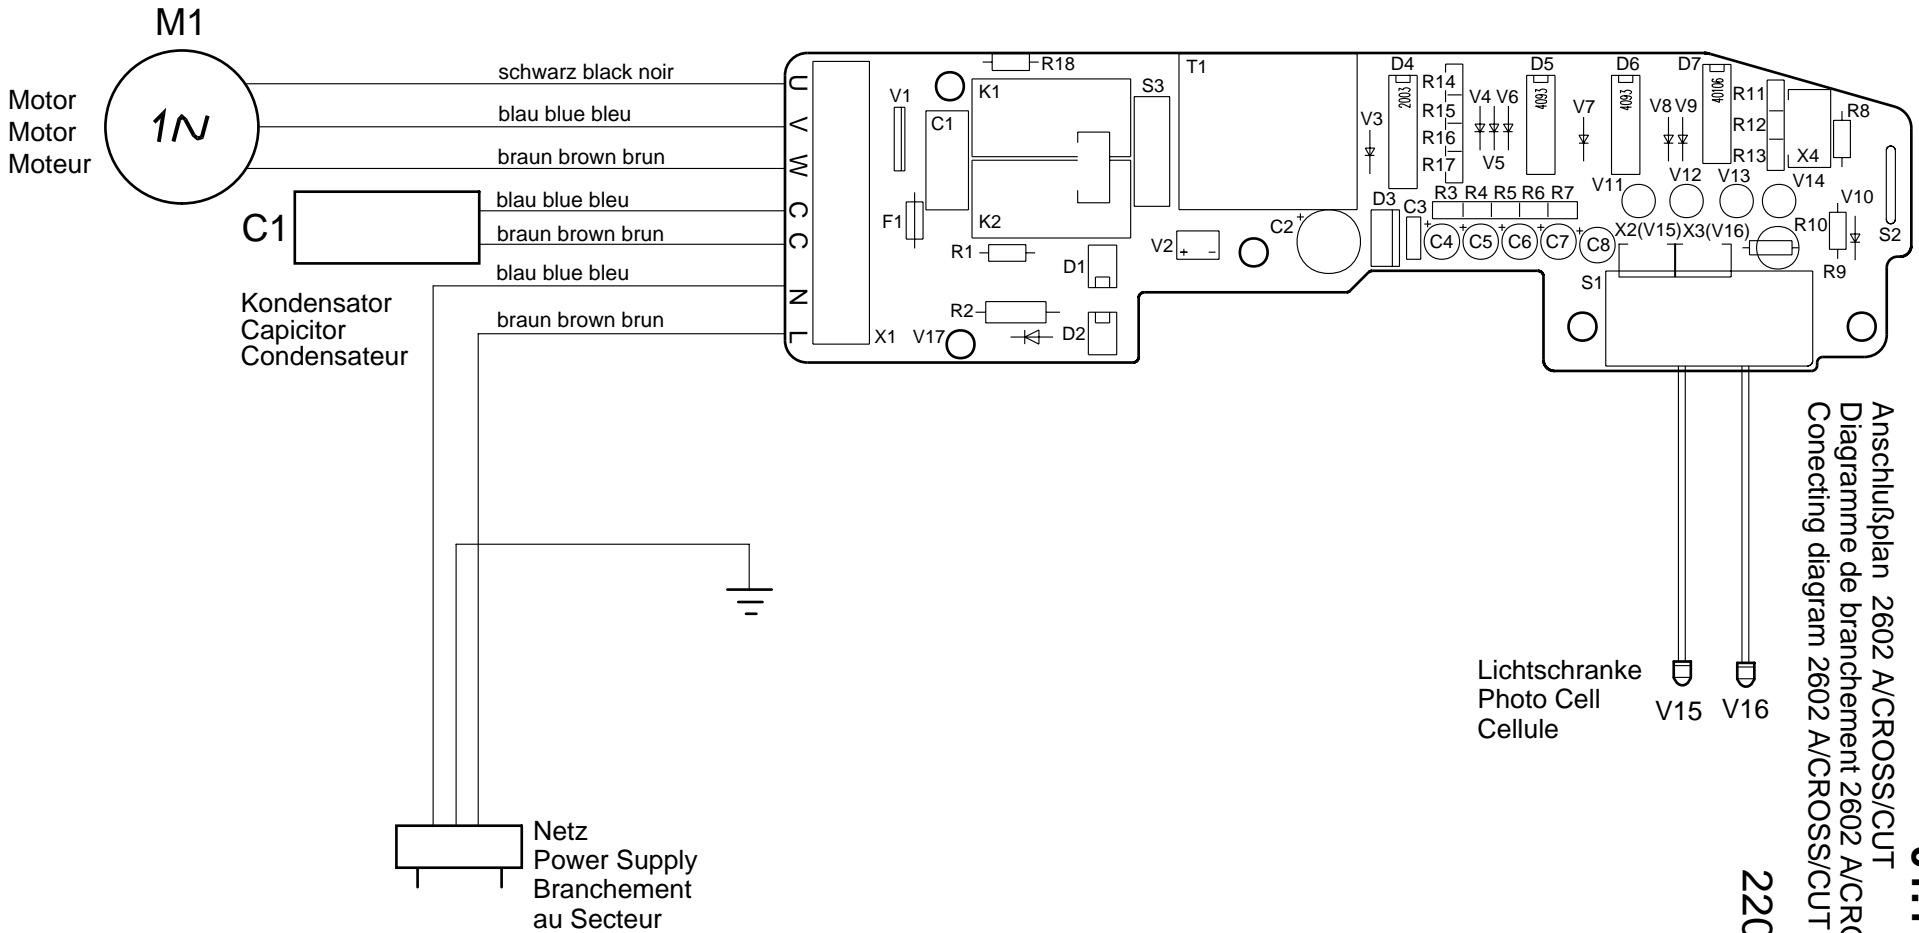 M1
Motor
Motor
Moteur
1N
schwarz black noir
blau blue bleu
braun brown brun
blau blue bleu
braun brown brun
blau blue bleu
braun brown brun
C1
Kondensator
Capicitor
Condensateur
U
V
W
C
C
N
L
X1
V1
F1
C1
R18
K1
K2
S3
R1
R2
V17
D1
D2
T1
V2
C2
V3
D4
2003
R14
R15
R16
R17
V4 V6
V5
D5
4093
V7
D6
4093
V8 V9
D7
40106
R11
R12
R13
X4
R8
D3
C3
R3 R4 R5 R6 R7
C4
C5
C6
C7
C8
V11
V12
V13
V14
V10
X2(V15)
X3(V16)
R10
R9
S2
S1
Lichtschranke
Photo Cell
Cellule
V15
V16
Netz
Power Supply
Branchement
au Secteur
Anschlußplan 2602 A/CROSS/CUT
Diagramme de branchement 2602 A/CRO
Conecting diagram 2602 A/CROSS/CUT
220